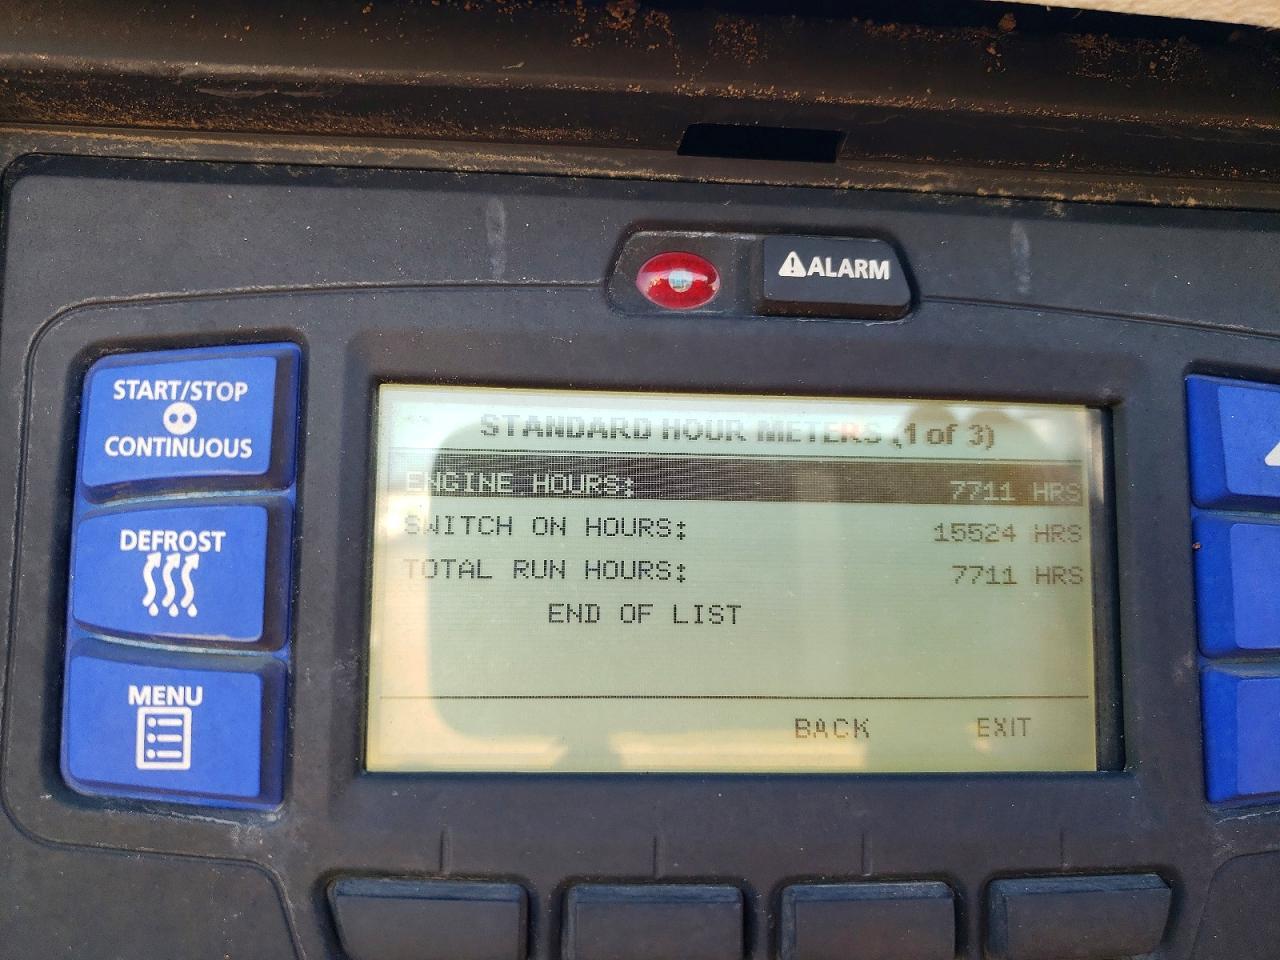 ALARM
START/STOP
CONTINUOUS
DEFROST
MENU
STANDARD HOUR METERS (1 of 3)
ENGINE HOURS: 7711 HRS
SWITCH ON HOURS: 15524 HRS
TOTAL RUN HOURS: 7711 HRS
END OF LIST
BACK EXIT